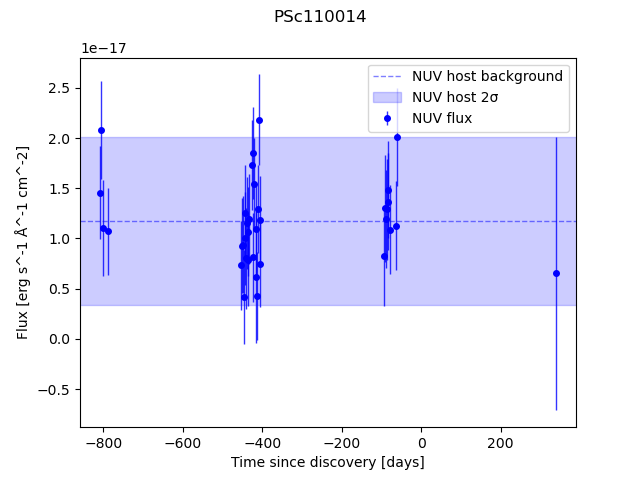 PSc110014
1e−17
NUV host background
NUV host 2σ
NUV flux
2.5
2.0
1.5
1.0
0.5
0.0
−0.5
Flux [erg s^-1 Å^-1 cm^-2]
−800
−600
−400
−200
0
200
Time since discovery [days]